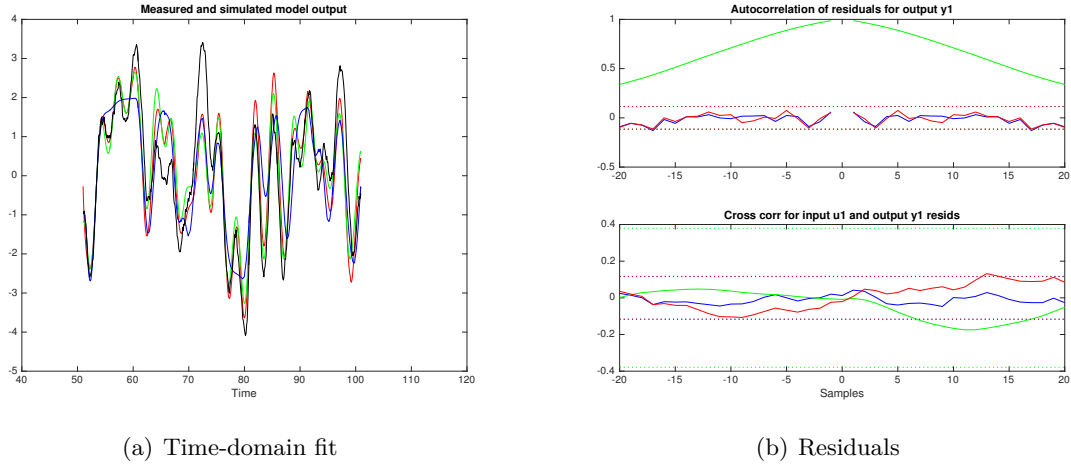 Measured and simulated model output
4
3
2
1
0
-1
-2
-3
-4
-5
40 50 60 70 80 90 100 110 120
Time
(a) Time-domain fit
Autocorrelation of residuals for output y1
1
0.5
0
-0.5
-20 -15 -10 -5 0 5 10 15 20
Cross corr for input u1 and output y1 resids
0.4
0.2
0
-0.2
-0.4
-20 -15 -10 -5 0 5 10 15 20
Samples
(b) Residuals